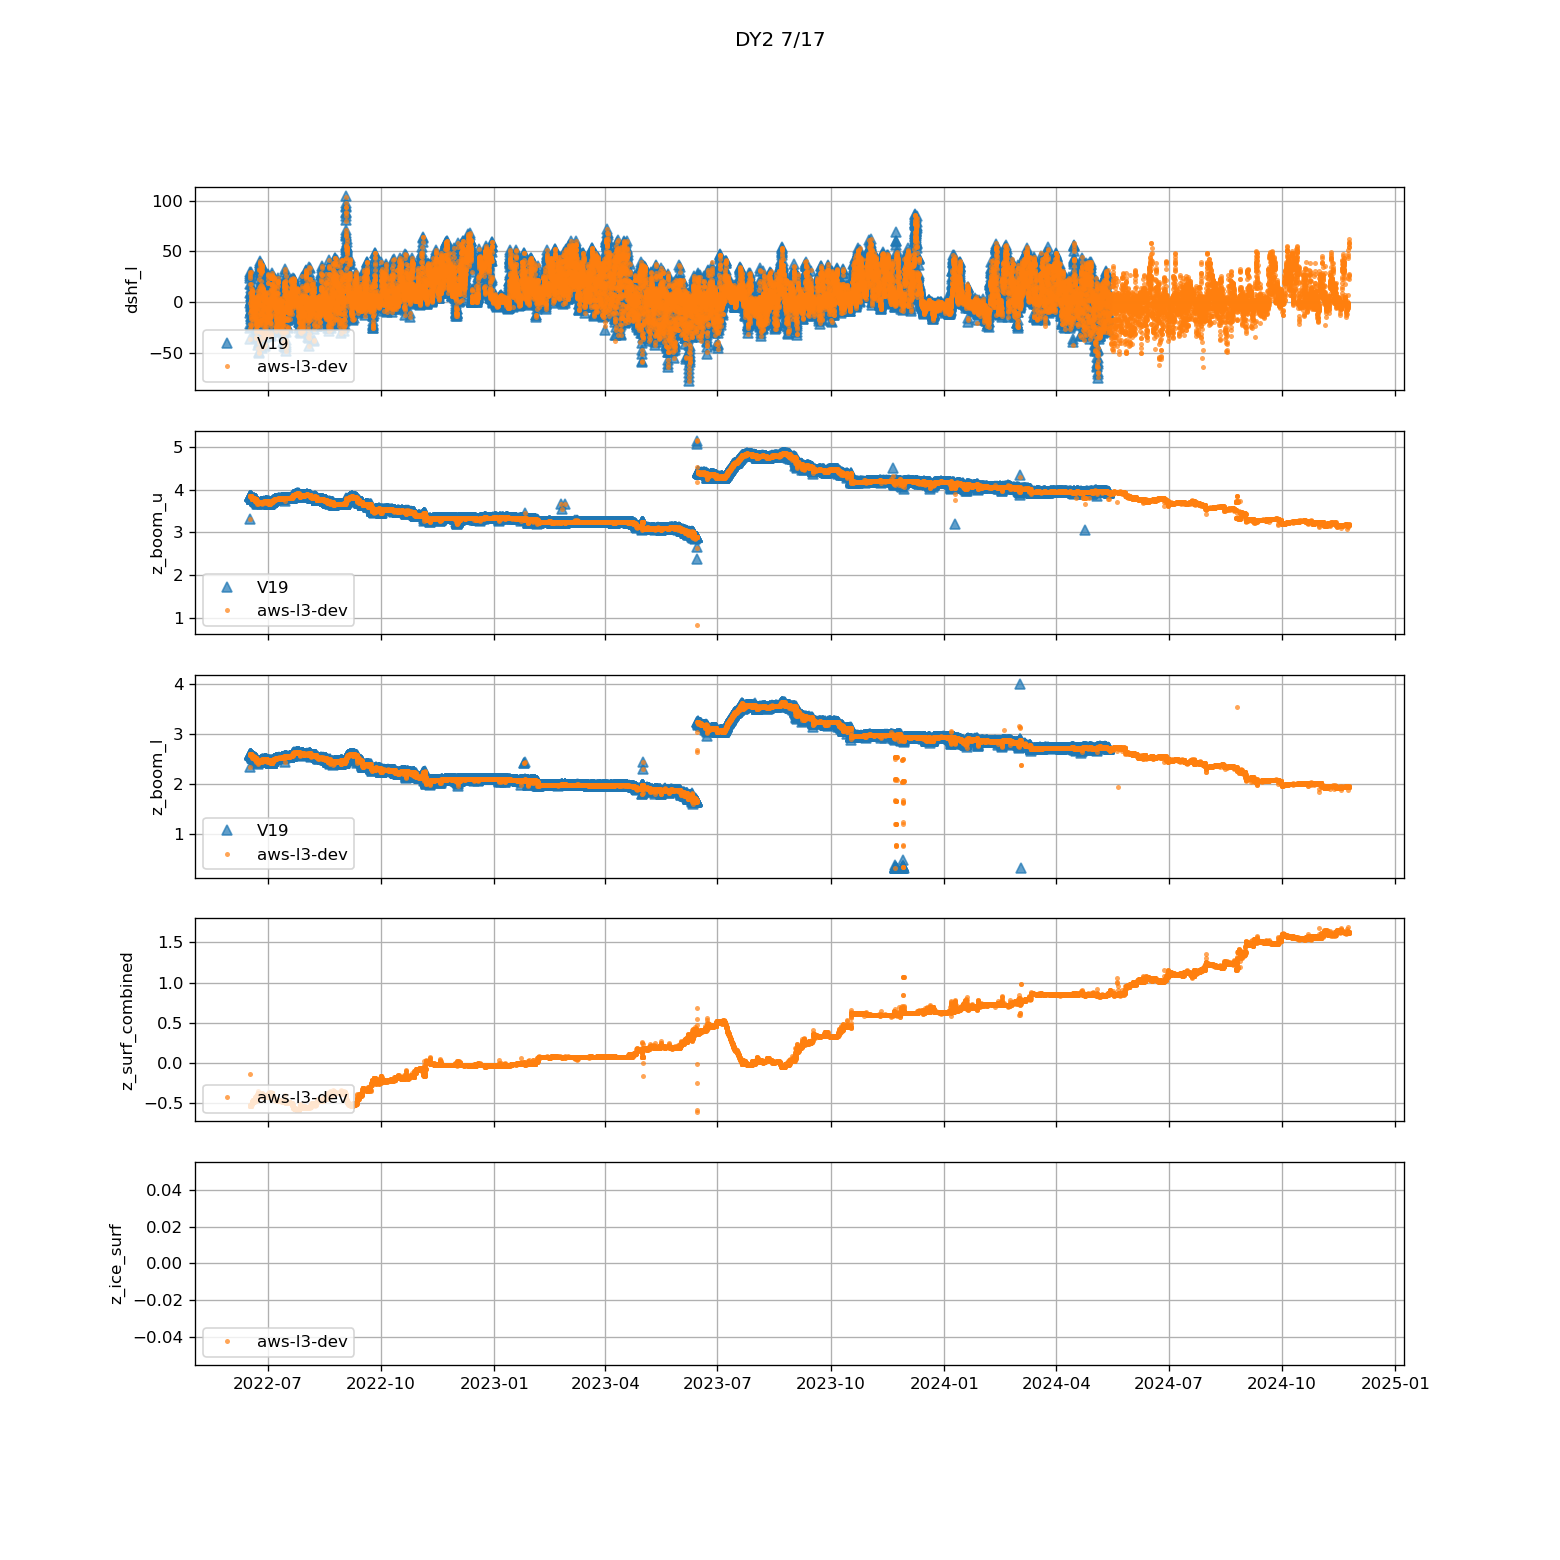 DY2 7/17
dshf_l
100
50
0
−50
V19
aws-l3-dev
z_boom_u
5
4
3
2
1
V19
aws-l3-dev
z_boom_l
4
3
2
1
V19
aws-l3-dev
z_surf_combined
1.5
1.0
0.5
0.0
−0.5
aws-l3-dev
z_ice_surf
0.04
0.02
0.00
−0.02
−0.04
aws-l3-dev
2022-07 2022-10 2023-01 2023-04 2023-07 2023-10 2024-01 2024-04 2024-07 2024-10 2025-01